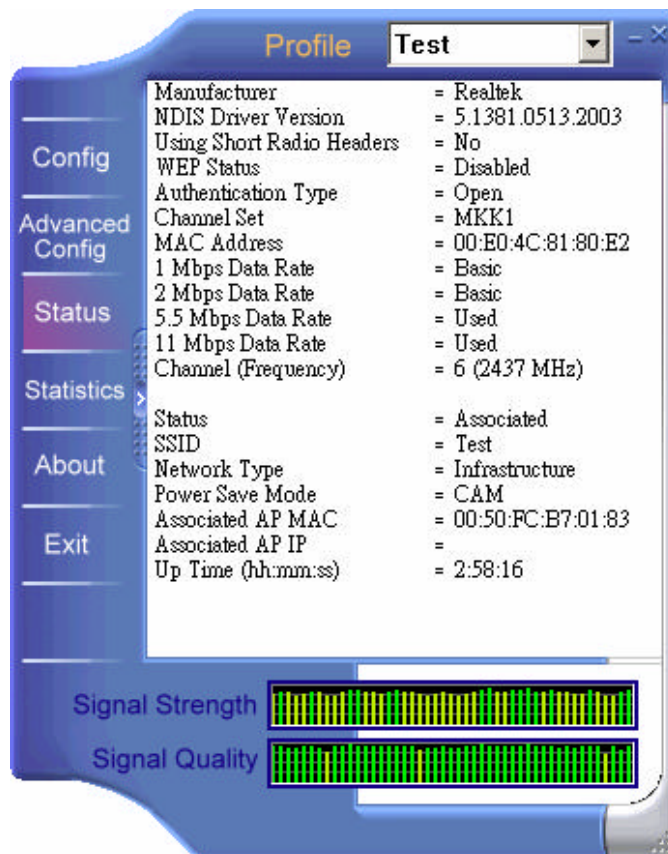 Profile Test
Config
Advanced
Config
Status
Statistics
About
Exit
Manufacturer = Realtek
NDIS Driver Version = 5.1381.0513.2003
Using Short Radio Headers = No
WEP Status = Disabled
Authentication Type = Open
Channel Set = MKK1
MAC Address = 00:E0:4C:81:80:E2
1 Mbps Data Rate = Basic
2 Mbps Data Rate = Basic
5.5 Mbps Data Rate = Used
11 Mbps Data Rate = Used
Channel (Frequency) = 6 (2437 MHz)
Status = Associated
SSID = Test
Network Type = Infrastructure
Power Save Mode = CAM
Associated AP MAC = 00:50:FC:B7:01:83
Associated AP IP =
Up Time (hh:mm:ss) = 2:58:16
Signal Strength
Signal Quality